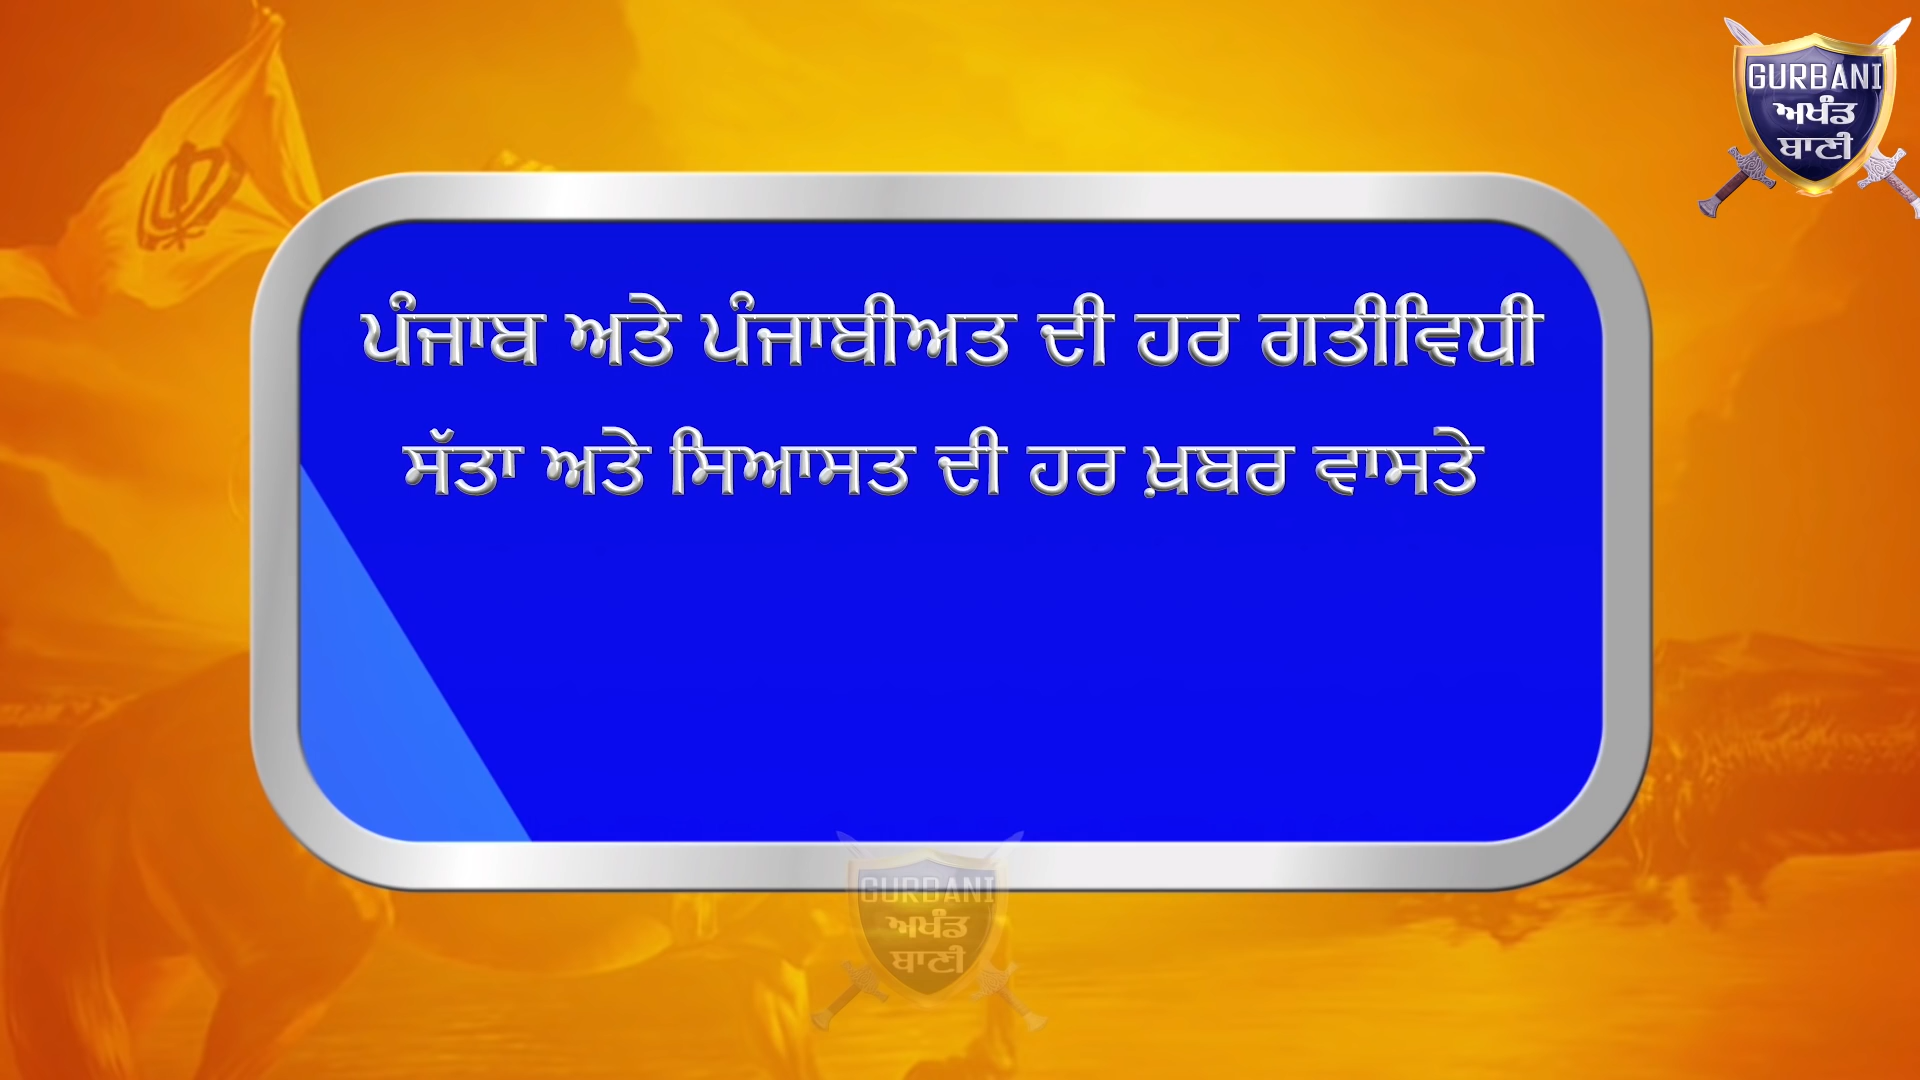 GURBANI
ਅਖੰਡ
ਬਾਣੀ
ਪੰਜਾਬ ਅਤੇ ਪੰਜਾਬੀਅਤ ਦੀ ਹਰ ਗਤੀਵਿਧੀ
ਸੱਤਾ ਅਤੇ ਸਿਆਸਤ ਦੀ ਹਰ ਖ਼ਬਰ ਵਾਸਤੇ
GURBANI
ਅਖੰਡ
ਬਾਣੀ